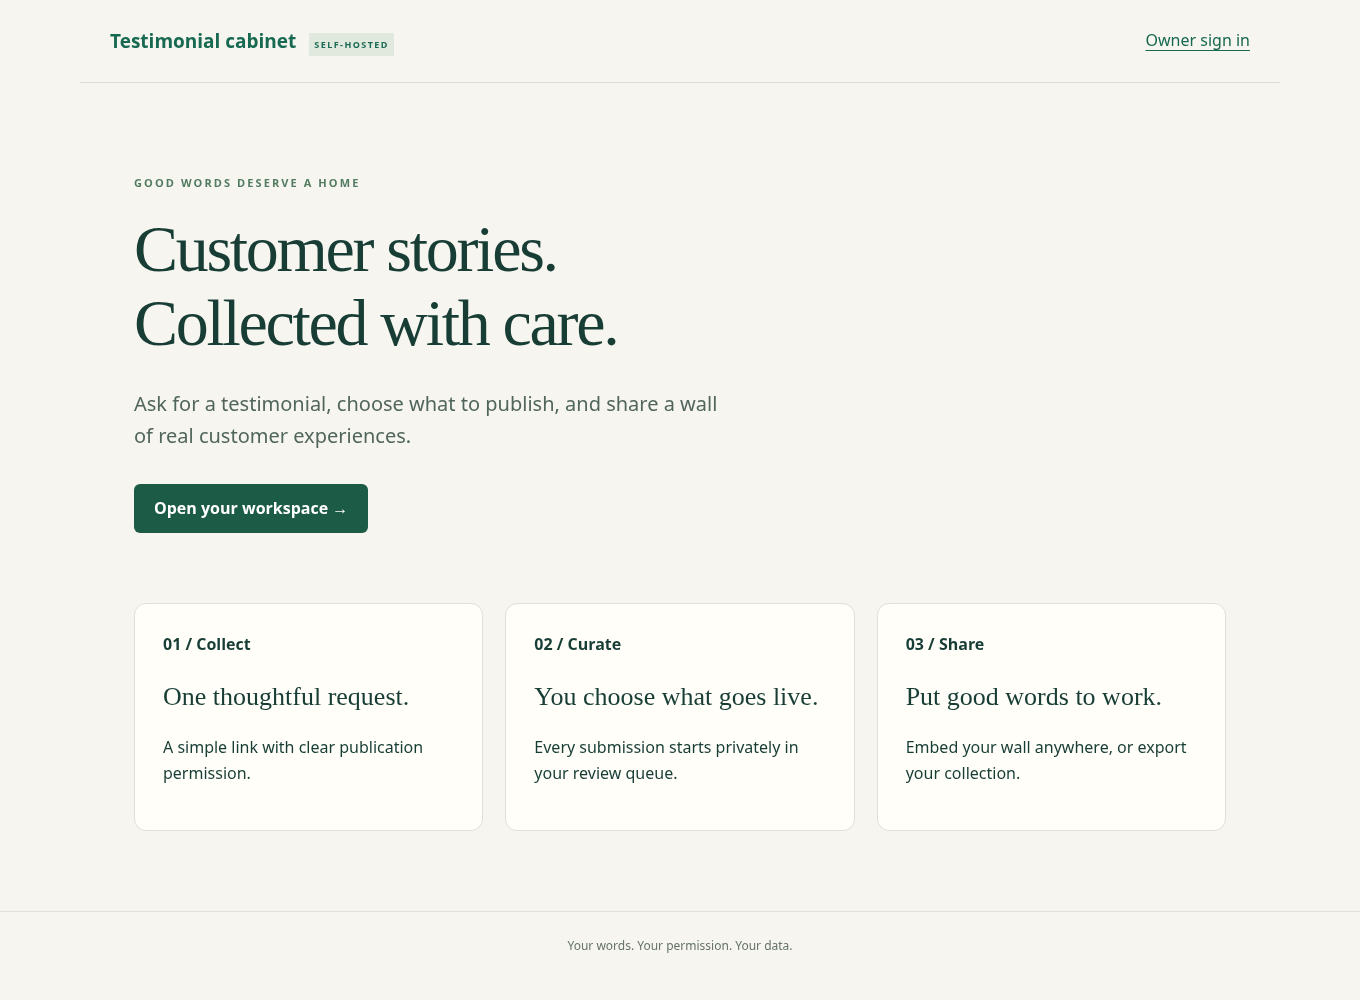 Testimonial cabinet SELF-HOSTED
Owner sign in
GOOD WORDS DESERVE A HOME
Customer stories.
Collected with care.
Ask for a testimonial, choose what to publish, and share a wall
of real customer experiences.
Open your workspace →
01 / Collect
One thoughtful request.
A simple link with clear publication
permission.
02 / Curate
You choose what goes live.
Every submission starts privately in
your review queue.
03 / Share
Put good words to work.
Embed your wall anywhere, or export
your collection.
Your words. Your permission. Your data.